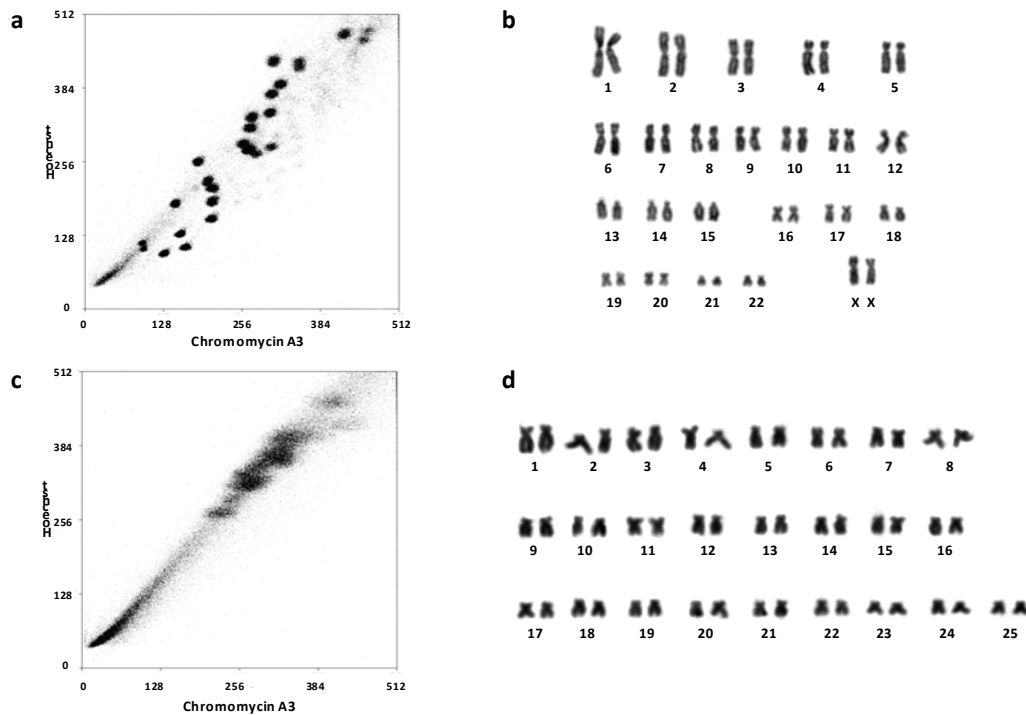 a
512
384
256
128
0
Hoechst
0 128 256 384 512
Chromomycin A3
b
1 2 3 4 5
6 7 8 9 10 11 12
13 14 15 16 17 18
19 20 21 22 X X
c
512
384
256
128
0
Hoechst
0 128 256 384 512
Chromomycin A3
d
1 2 3 4 5 6 7 8
9 10 11 12 13 14 15 16
17 18 19 20 21 22 23 24 25